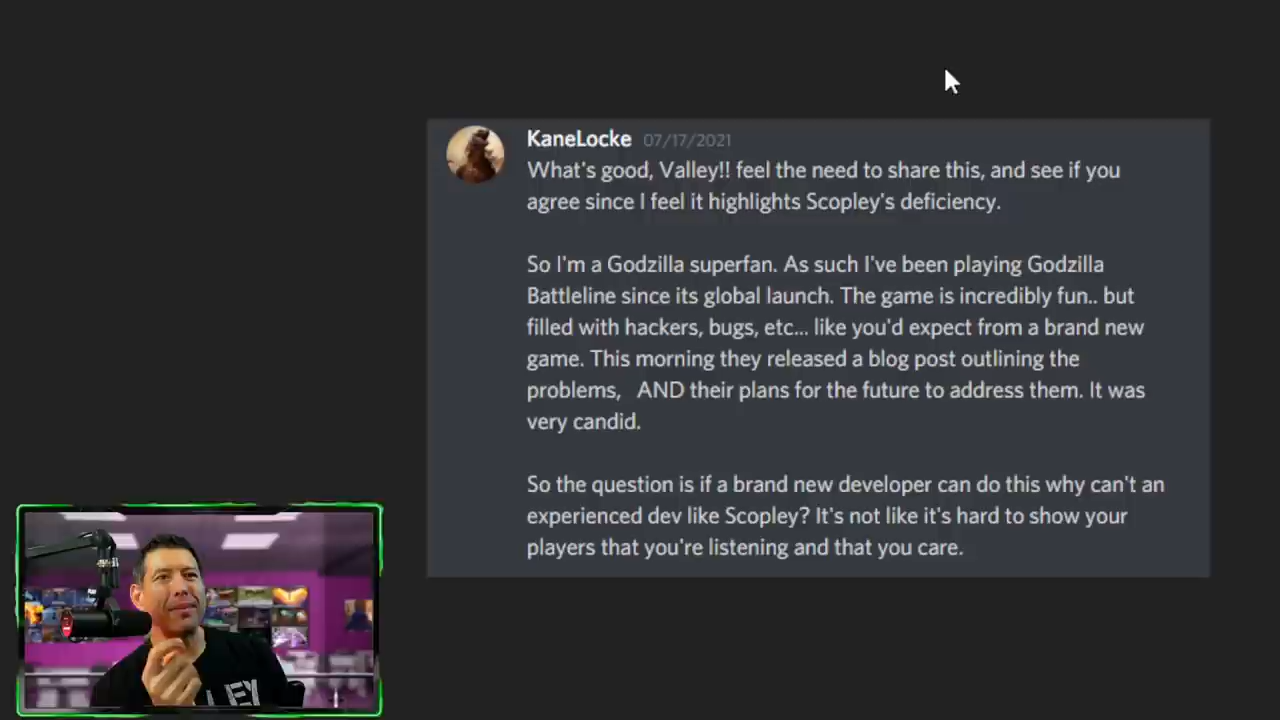 KaneLocke 07/17/2021
What's good, Valley!! feel the need to share this, and see if you
agree since I feel it highlights Scopley's deficiency.
So I'm a Godzilla superfan. As such I've been playing Godzilla
Battleline since its global launch. The game is incredibly fun.. but
filled with hackers, bugs, etc... like you'd expect from a brand new
game. This morning they released a blog post outlining the
problems,   AND their plans for the future to address them. It was
very candid.
So the question is if a brand new developer can do this why can't an
experienced dev like Scopley? It's not like it's hard to show your
players that you're listening and that you care.
LEY